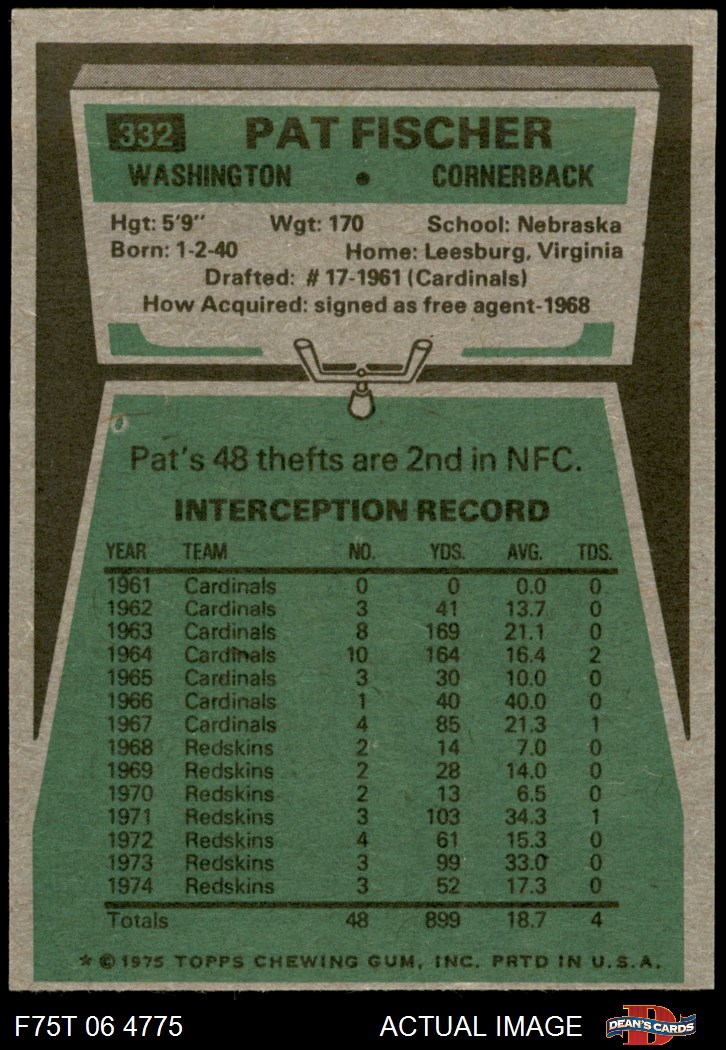 332 PAT FISCHER
WASHINGTON • CORNERBACK
Hgt: 5'9" Wgt: 170 School: Nebraska
Born: 1-2-40 Home: Leesburg, Virginia
Drafted: # 17-1961 (Cardinals)
How Acquired: signed as free agent-1968
Pat's 48 thefts are 2nd in NFC.
INTERCEPTION RECORD
YEAR TEAM NO. YDS. AVG. TDS.
1961 Cardinals 0 0 0.0 0
1962 Cardinals 3 41 13.7 0
1963 Cardinals 8 169 21.1 0
1964 Cardinals 10 164 16.4 2
1965 Cardinals 3 30 10.0 0
1966 Cardinals 1 40 40.0 0
1967 Cardinals 4 85 21.3 1
1968 Redskins 2 14 7.0 0
1969 Redskins 2 28 14.0 0
1970 Redskins 2 13 6.5 0
1971 Redskins 3 103 34.3 1
1972 Redskins 4 61 15.3 0
1973 Redskins 3 99 33.0 0
1974 Redskins 3 52 17.3 0
Totals 48 899 18.7 4
* © 1975 TOPPS CHEWING GUM, INC. PRTD IN U.S.A.
F75T 06 4775 ACTUAL IMAGE DEAN'S CARDS